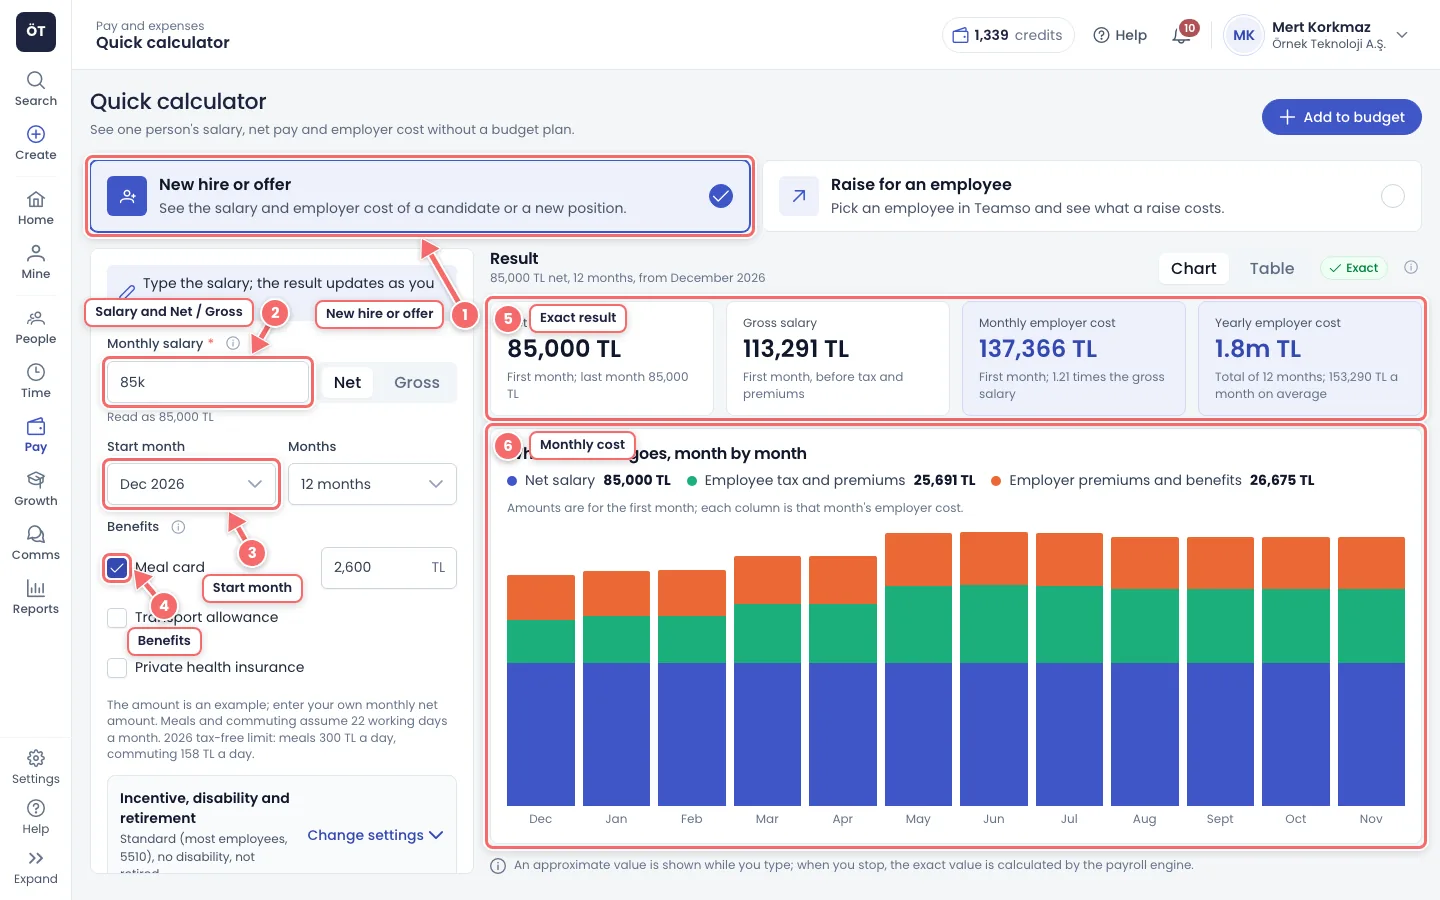 ÖT
Search
Create
Home
Mine
People
Time
Pay
Growth
Comms
Reports
Settings
Help
Expand
Pay and expenses
Quick calculator
1,339 credits
Help
10
MK
Mert Korkmaz
Örnek Teknoloji A.Ş.
Quick calculator
See one person's salary, net pay and employer cost without a budget plan.
Add to budget
New hire or offer
See the salary and employer cost of a candidate or a new position.
Raise for an employee
Pick an employee in Teamso and see what a raise costs.
Type the salary; the result updates as you
Salary and Net / Gross
2
New hire or offer
1
Monthly salary *
85k
Net
Gross
Read as 85,000 TL
Start month
Months
Dec 2026
12 months
Benefits
3
Start month
Meal card
2,600 TL
4
Transport allowance
Benefits
Private health insurance
The amount is an example; enter your own monthly net
amount. Meals and commuting assume 22 working days
a month. 2026 tax-free limit: meals 300 TL a day,
commuting 158 TL a day.
Incentive, disability and
retirement
Standard (most employees,
5510), no disability, not
retired
Change settings
Result
85,000 TL net, 12 months, from December 2026
Chart
Table
Exact
5
Exact result
85,000 TL
First month; last month 85,000
TL
Gross salary
113,291 TL
First month, before tax and
premiums
Monthly employer cost
137,366 TL
First month; 1.21 times the gross
salary
Yearly employer cost
1.8m TL
Total of 12 months; 153,290 TL a
month on average
6
Monthly cost
goes, month by month
Net salary 85,000 TL
Employee tax and premiums 25,691 TL
Employer premiums and benefits 26,675 TL
Amounts are for the first month; each column is that month's employer cost.
Dec
Jan
Feb
Mar
Apr
May
Jun
Jul
Aug
Sept
Oct
Nov
An approximate value is shown while you type; when you stop, the exact value is calculated by the payroll engine.